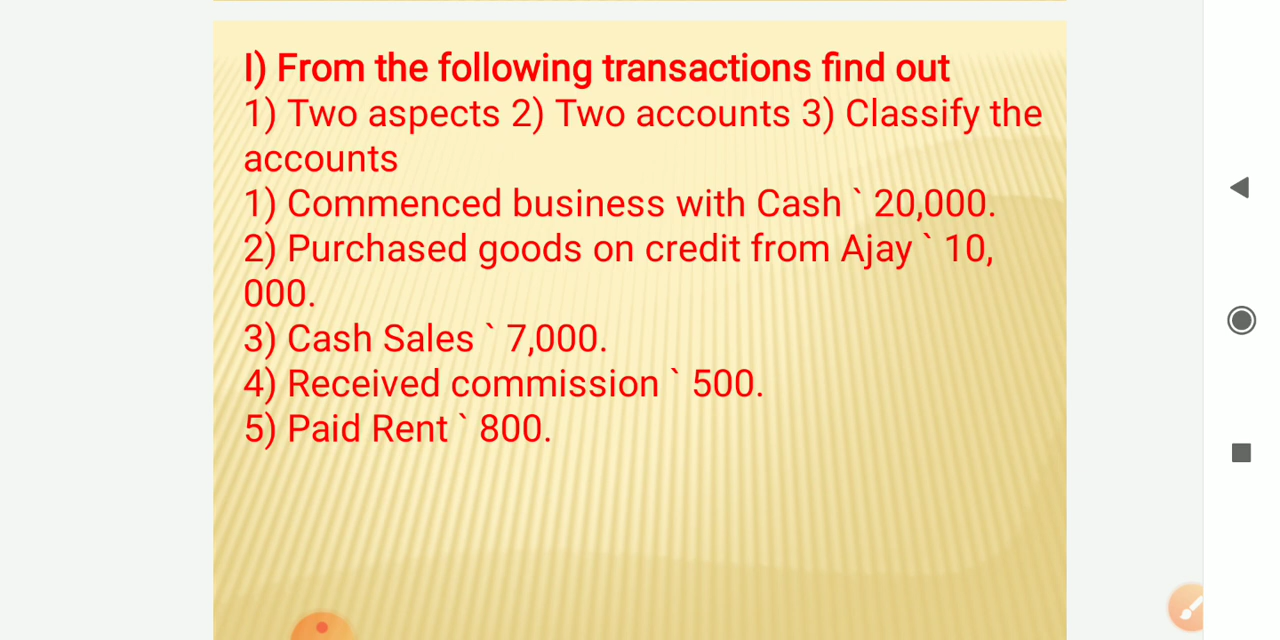 I) From the following transactions find out
1) Two aspects 2) Two accounts 3) Classify the
accounts
1) Commenced business with Cash ` 20,000.
2) Purchased goods on credit from Ajay ` 10,
000.
3) Cash Sales ` 7,000.
4) Received commission ` 500.
5) Paid Rent ` 800.